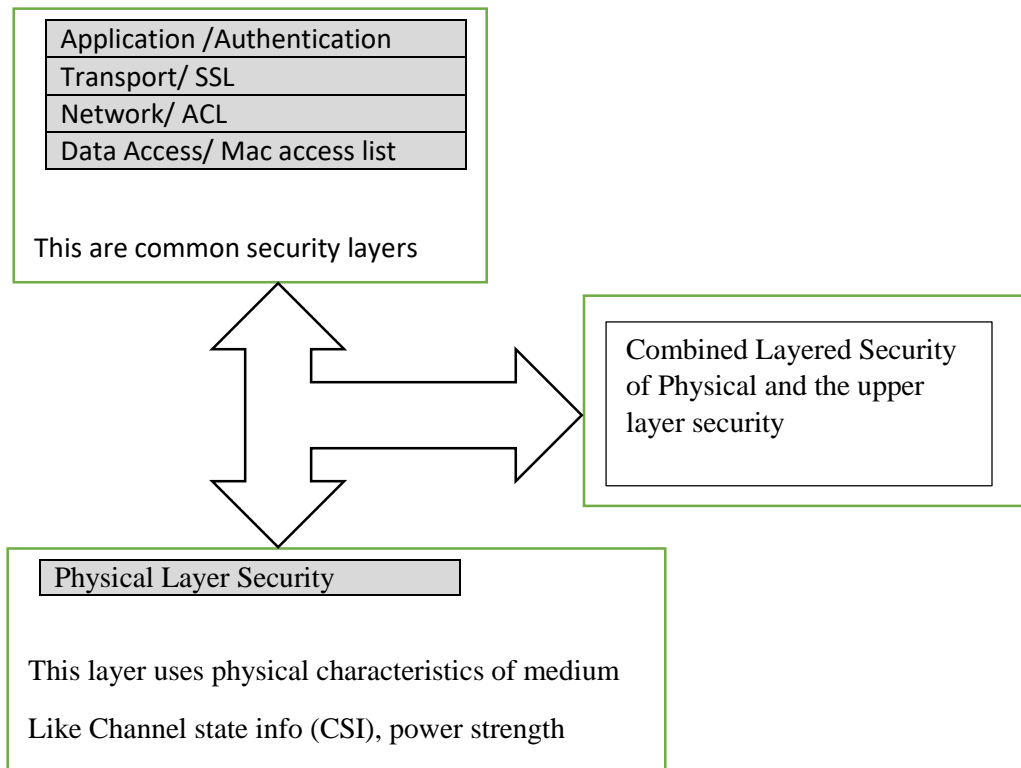 Application /Authentication
Transport/ SSL
Network/ ACL
Data Access/ Mac access list
This are common security layers
Combined Layered Security
of Physical and the upper
layer security
Physical Layer Security
This layer uses physical characteristics of medium
Like Channel state info (CSI), power strength